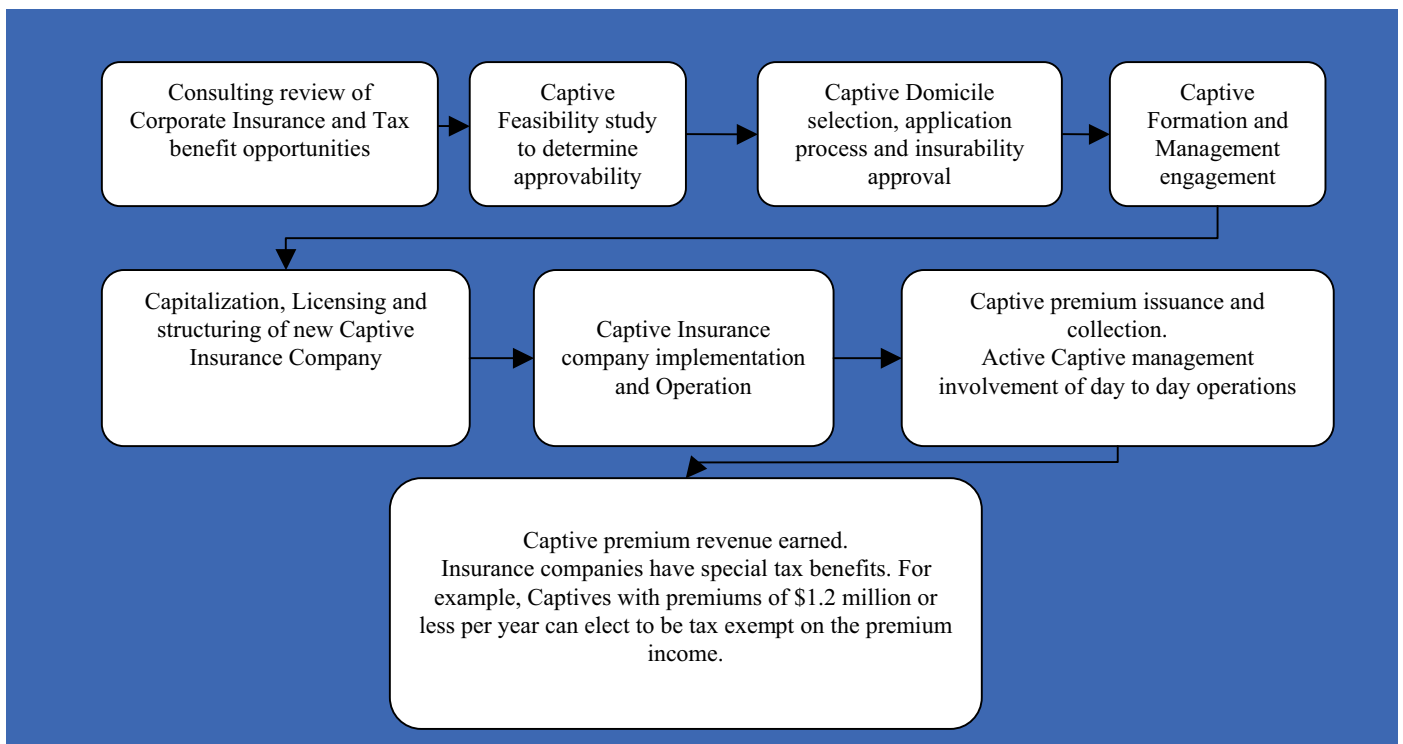 Consulting review of
Corporate Insurance and Tax
benefit opportunities
Captive
Feasibility study
to determine
approvability
Captive Domicile
selection, application
process and insurability
approval
Captive
Formation and
Management
engagement
Capitalization, Licensing and
structuring of new Captive
Insurance Company
Captive Insurance
company implementation
and Operation
Captive premium issuance and
collection.
Active Captive management
involvement of day to day operations
Captive premium revenue earned.
Insurance companies have special tax benefits. For
example, Captives with premiums of $1.2 million or
less per year can elect to be tax exempt on the premium
income.